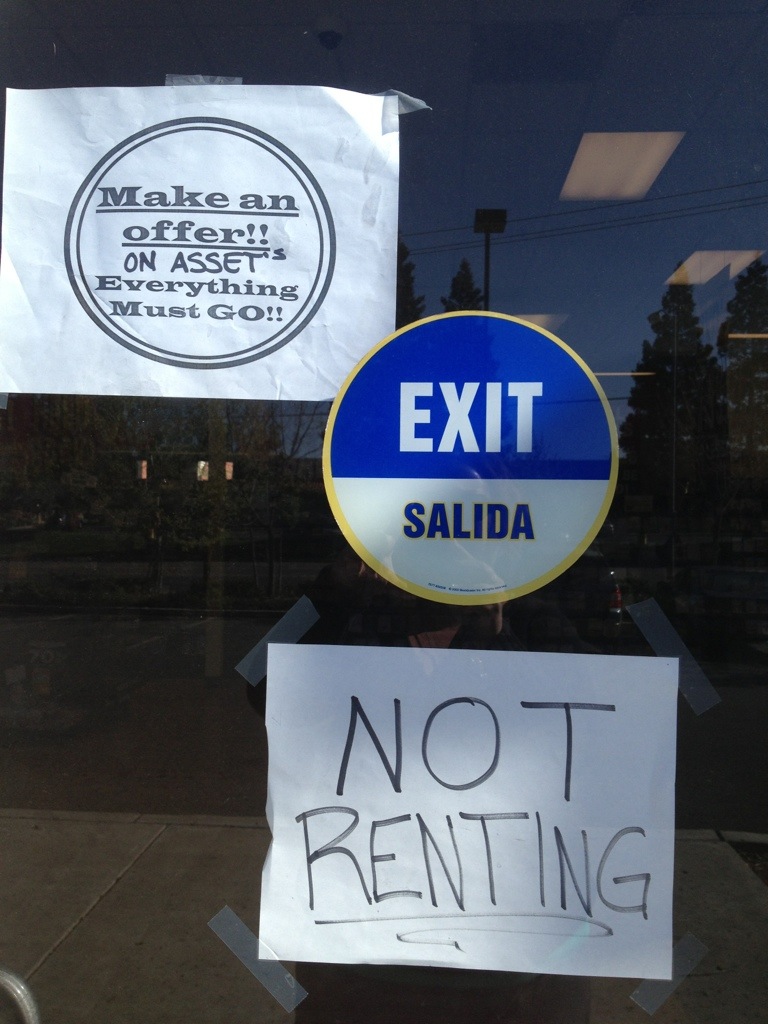 Make an
offer!!
ON ASSET'S
Everything
Must GO!!
EXIT
SALIDA
NOT
RENTING